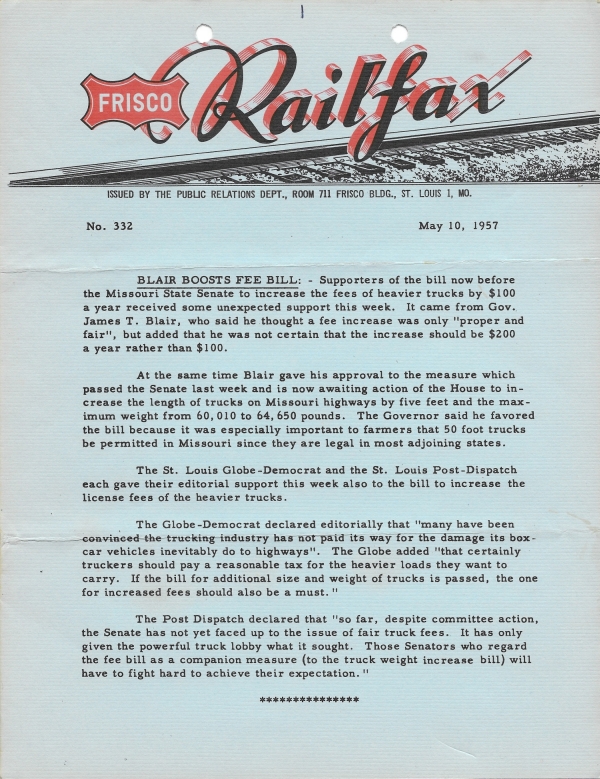 FRISCO Railfax
ISSUED BY THE PUBLIC RELATIONS DEPT., ROOM 711 FRISCO BLDG., ST. LOUIS 1, MO.
No. 332 May 10, 1957
BLAIR BOOSTS FEE BILL: - Supporters of the bill now before
the Missouri State Senate to increase the fees of heavier trucks by $100
a year received some unexpected support this week. It came from Gov.
James T. Blair, who said he thought a fee increase was only "proper and
fair", but added that he was not certain that the increase should be $200
a year rather than $100.
At the same time Blair gave his approval to the measure which
passed the Senate last week and is now awaiting action of the House to in-
crease the length of trucks on Missouri highways by five feet and the max-
imum weight from 60,010 to 64,650 pounds. The Governor said he favored
the bill because it was especially important to farmers that 50 foot trucks
be permitted in Missouri since they are legal in most adjoining states.
The St. Louis Globe-Democrat and the St. Louis Post-Dispatch
each gave their editorial support this week also to the bill to increase the
license fees of the heavier trucks.
The Globe-Democrat declared editorially that "many have been
convinced the trucking industry has not paid its way for the damage its box-
car vehicles inevitably do to highways". The Globe added "that certainly
truckers should pay a reasonable tax for the heavier loads they want to
carry. If the bill for additional size and weight of trucks is passed, the one
for increased fees should also be a must."
The Post Dispatch declared that "so far, despite committee action,
the Senate has not yet faced up to the issue of fair truck fees. It has only
given the powerful truck lobby what it sought. Those Senators who regard
the fee bill as a companion measure (to the truck weight increase bill) will
have to fight hard to achieve their expectation."
***************